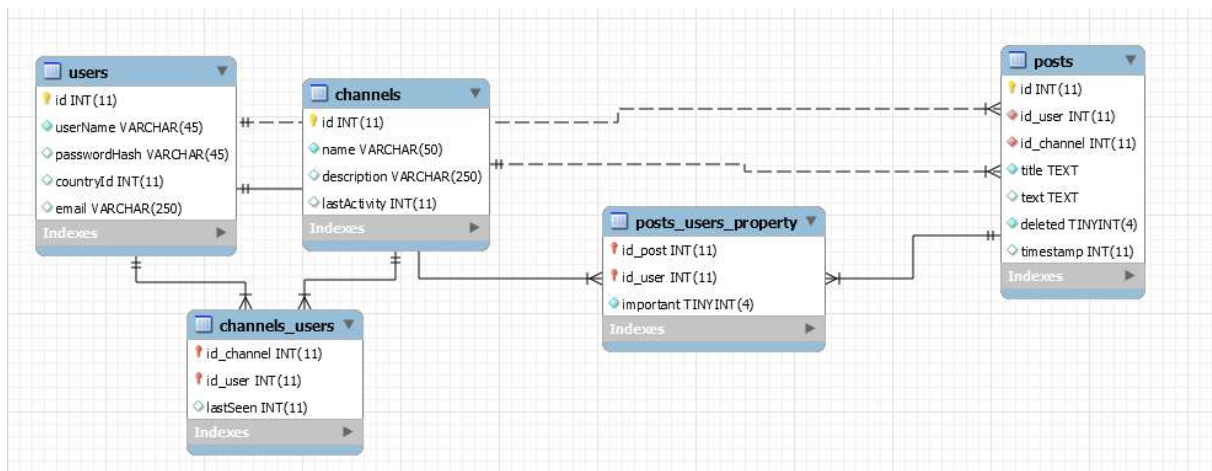 users
id INT(11)
userName VARCHAR(45)
passwordHash VARCHAR(45)
countryId INT(11)
email VARCHAR(250)
Indexes
channels
id INT(11)
name VARCHAR(50)
description VARCHAR(250)
lastActivity INT(11)
Indexes
posts
id INT(11)
id_user INT(11)
id_channel INT(11)
title TEXT
text TEXT
deleted TINYINT(4)
timestamp INT(11)
Indexes
posts_users_property
id_post INT(11)
id_user INT(11)
important TINYINT(4)
Indexes
channels_users
id_channel INT(11)
id_user INT(11)
lastSeen INT(11)
Indexes